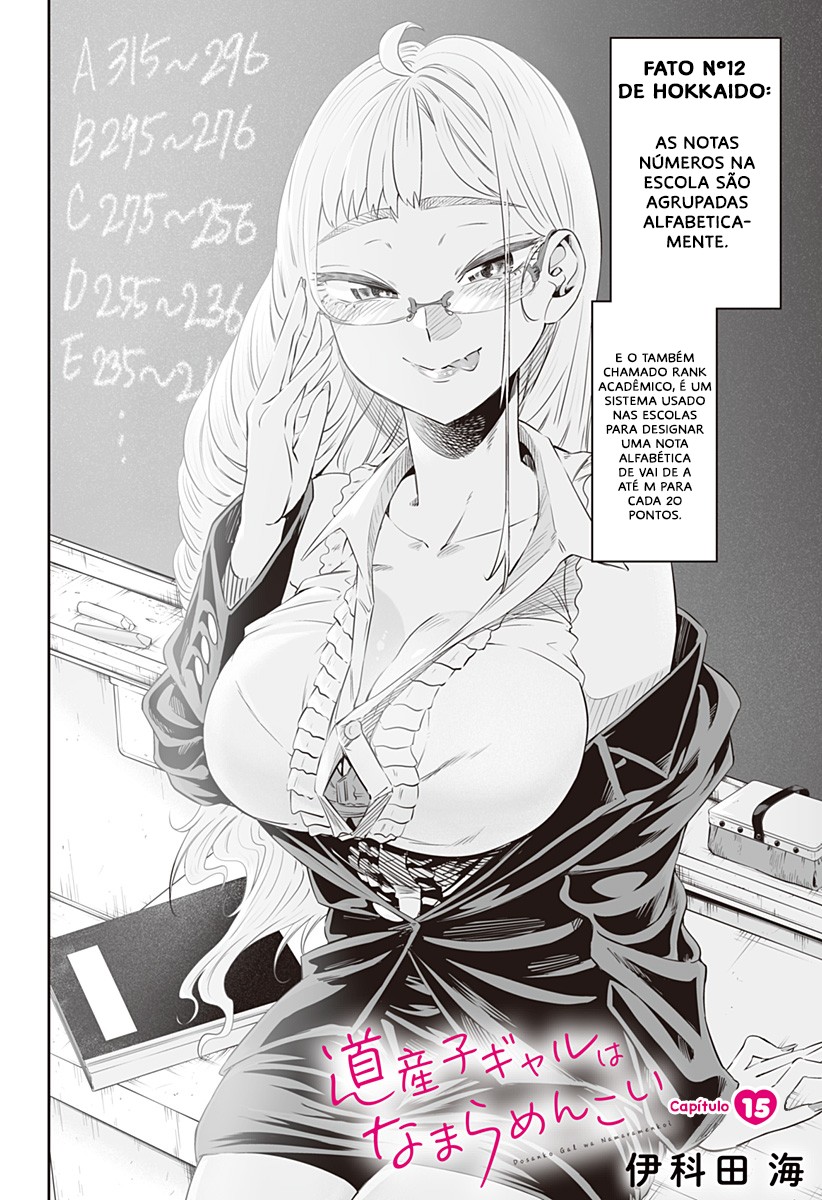 A 315～296
B 295～276
C 275～256
D 255～236
E 235～2
FATO Nº12
DE HOKKAIDO:
AS NOTAS
NÚMEROS NA
ESCOLA SÃO
AGRUPADAS
ALFABETICA-
MENTE.
E O TAMBÉM
CHAMADO RANK
ACADÊMICO, É UM
SISTEMA USADO
NAS ESCOLAS
PARA DESIGNAR
UMA NOTA
ALFABÉTICA
DE VAI DE A
ATÉ M PARA
CADA 20
PONTOS.
道産子ギャルは
なまらめんこい
Dosanko Gal wa Namaramenkoi
Capítulo 15
伊科田 海